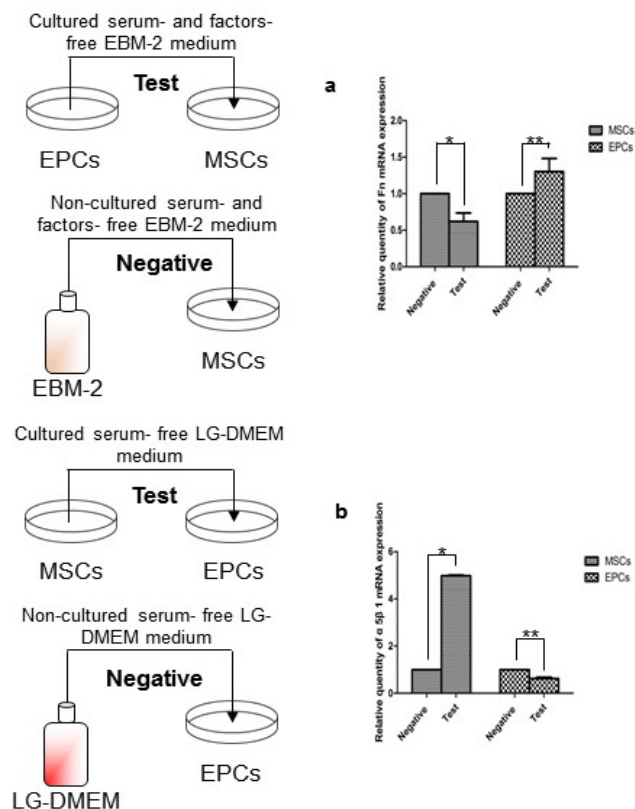 Cultured serum- and factors-
free EBM-2 medium
Test
EPCs
MSCs
Non-cultured serum- and
factors- free EBM-2 medium
Negative
EBM-2
MSCs
Cultured serum- free LG-DMEM
medium
Test
MSCs
EPCs
Non-cultured serum- free LG-
DMEM medium
Negative
LG-DMEM
EPCs
a
Relative quentity of Fn mRNA expression
2.0
1.5
1.0
0.5
0.0
*
**
Negative
Test
Negative
Test
MSCs
EPCs
b
Relative quentity of α 5β 1 mRNA expression
6
4
2
0
*
**
Negative
Test
Negative
Test
MSCs
EPCs